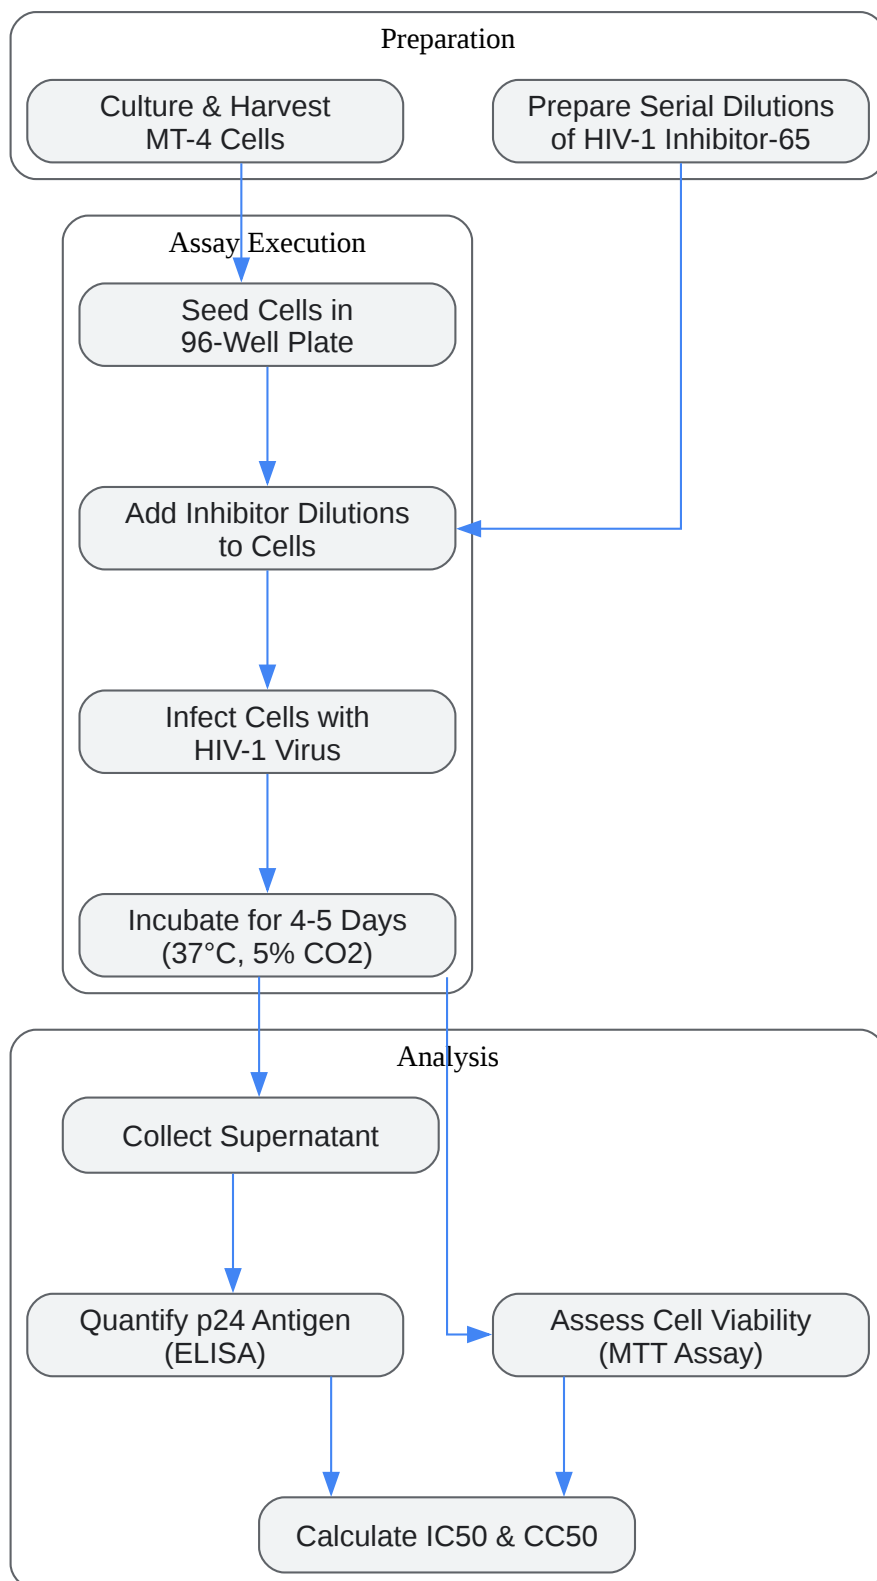 Preparation
Culture & Harvest
MT-4 Cells
Prepare Serial Dilutions
of HIV-1 Inhibitor-65
Assay Execution
Seed Cells in
96-Well Plate
Add Inhibitor Dilutions
to Cells
Infect Cells with
HIV-1 Virus
Incubate for 4-5 Days
(37°C, 5% CO2)
Analysis
Collect Supernatant
Quantify p24 Antigen
(ELISA)
Assess Cell Viability
(MTT Assay)
Calculate IC50 & CC50